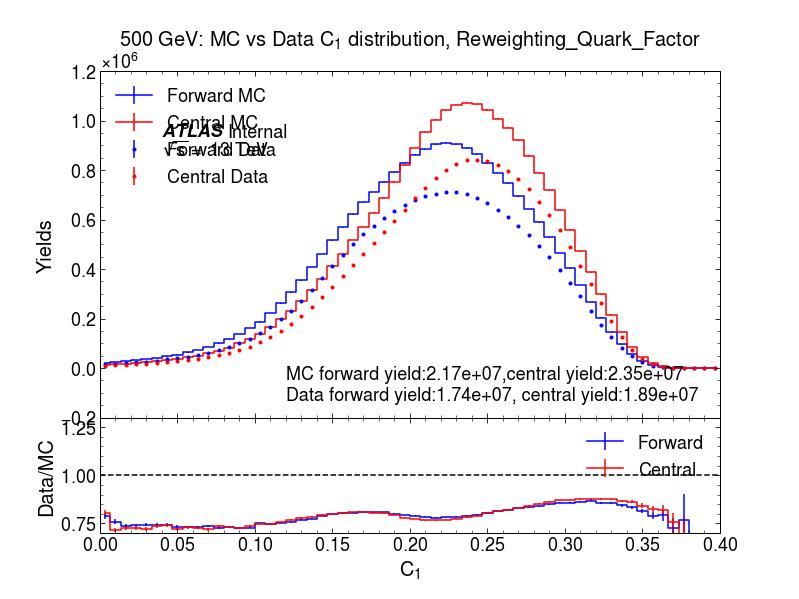 500 GeV: MC vs Data C1 distribution, Reweighting_Quark_Factor
×10^6
1.2
1.0
0.8
0.6
0.4
0.2
0.0
0.2
Yields
Forward MC
Central MC
ATLAS Internal
√s = 13 TeV
Forward Data
Central Data
MC forward yield:2.17e+07,central yield:2.35e+07
Data forward yield:1.74e+07, central yield:1.89e+07
1.25
1.00
0.75
Data/MC
Forward
Central
0.00 0.05 0.10 0.15 0.20 0.25 0.30 0.35 0.40
C1